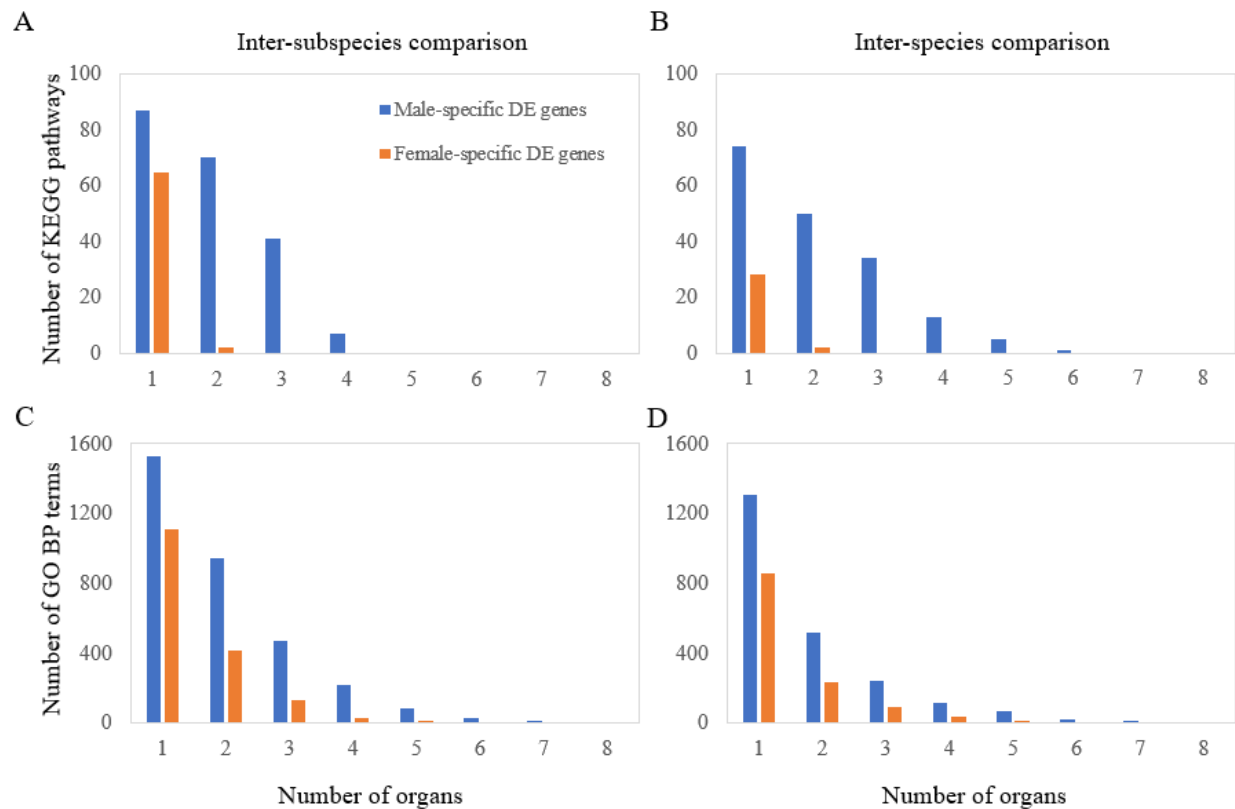 A
Inter-subspecies comparison
Number of KEGG pathways
100
80
60
40
20
0
Male-specific DE genes
Female-specific DE genes
1 2 3 4 5 6 7 8
B
Inter-species comparison
100
80
60
40
20
0
1 2 3 4 5 6 7 8
C
Number of GO BP terms
1600
1200
800
400
0
1 2 3 4 5 6 7 8
Number of organs
D
1600
1200
800
400
0
1 2 3 4 5 6 7 8
Number of organs